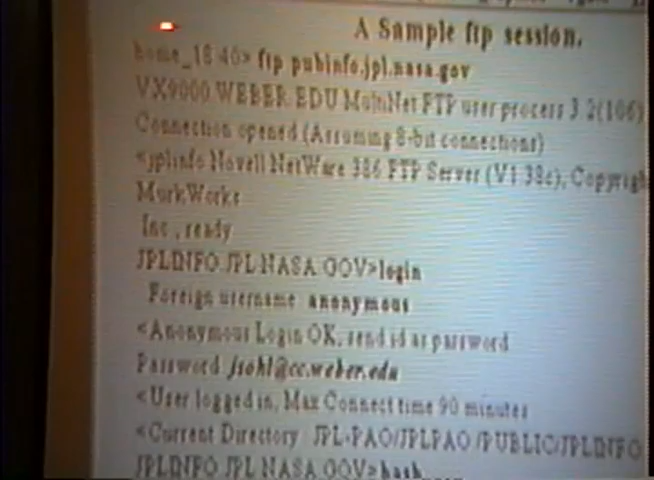 A Sample ftp session.
home_18 40> ftp pubinfo.jpl.nasa.gov
VX9000.WEBER.EDU MultiNet FTP user process 3.2(106)
Connection opened (Assuming 8-bit connections)
<jplinfo Novell NetWare 386 FTP Server (V1.38c), Copyrigh
MurkWorks
Inc., ready
JPLINFO.JPL.NASA.GOV>login
Foreign username: anonymous
<Anonymous Login OK, send id as password
Password: jsohl@cc.weber.edu
<User logged in, Max Connect time 90 minutes
<Current Directory JPL-PAO/JPLPAO:/PUBLIC/JPLINFO
JPLINFO.JPL.NASA.GOV>hash